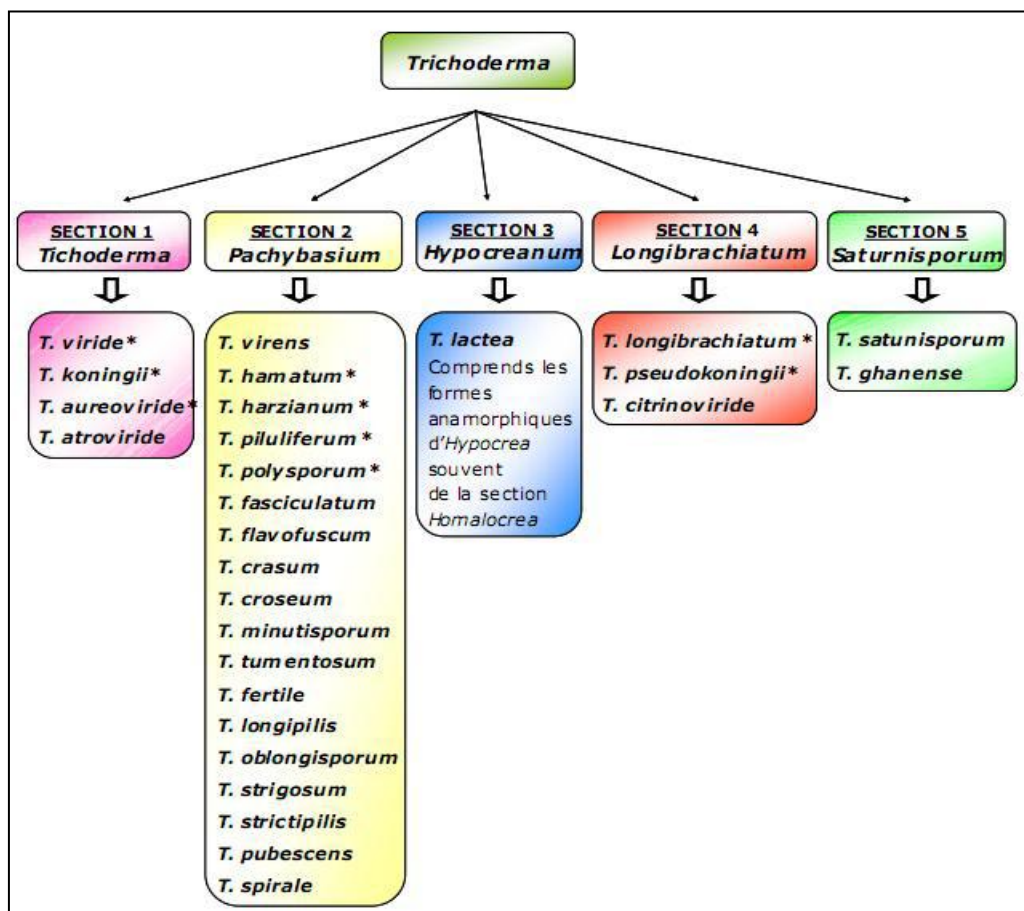 Trichoderma
SECTION 1
Tichoderma
SECTION 2
Pachybasium
SECTION 3
Hypocreanum
SECTION 4
Longibrachiatum
SECTION 5
Saturnisporum
T. viride*
T. koningii*
T. aureoviride*
T. atroviride
T. virens
T. hamatum*
T. harzianum*
T. piluliferum*
T. polysporum*
T. fasciculatum
T. flavofuscum
T. crasum
T. croseum
T. minutisporum
T. tumentosum
T. fertile
T. longipilis
T. oblongisporum
T. strigosum
T. strictipilis
T. pubescens
T. spirale
T. lactea
Comprends les
formes
anamorphiques
d'Hypocrea
souvent
de la section
Homalocrea
T. longibrachiatum*
T. pseudokoningii*
T. citrinoviride
T. satunisporum
T. ghanense